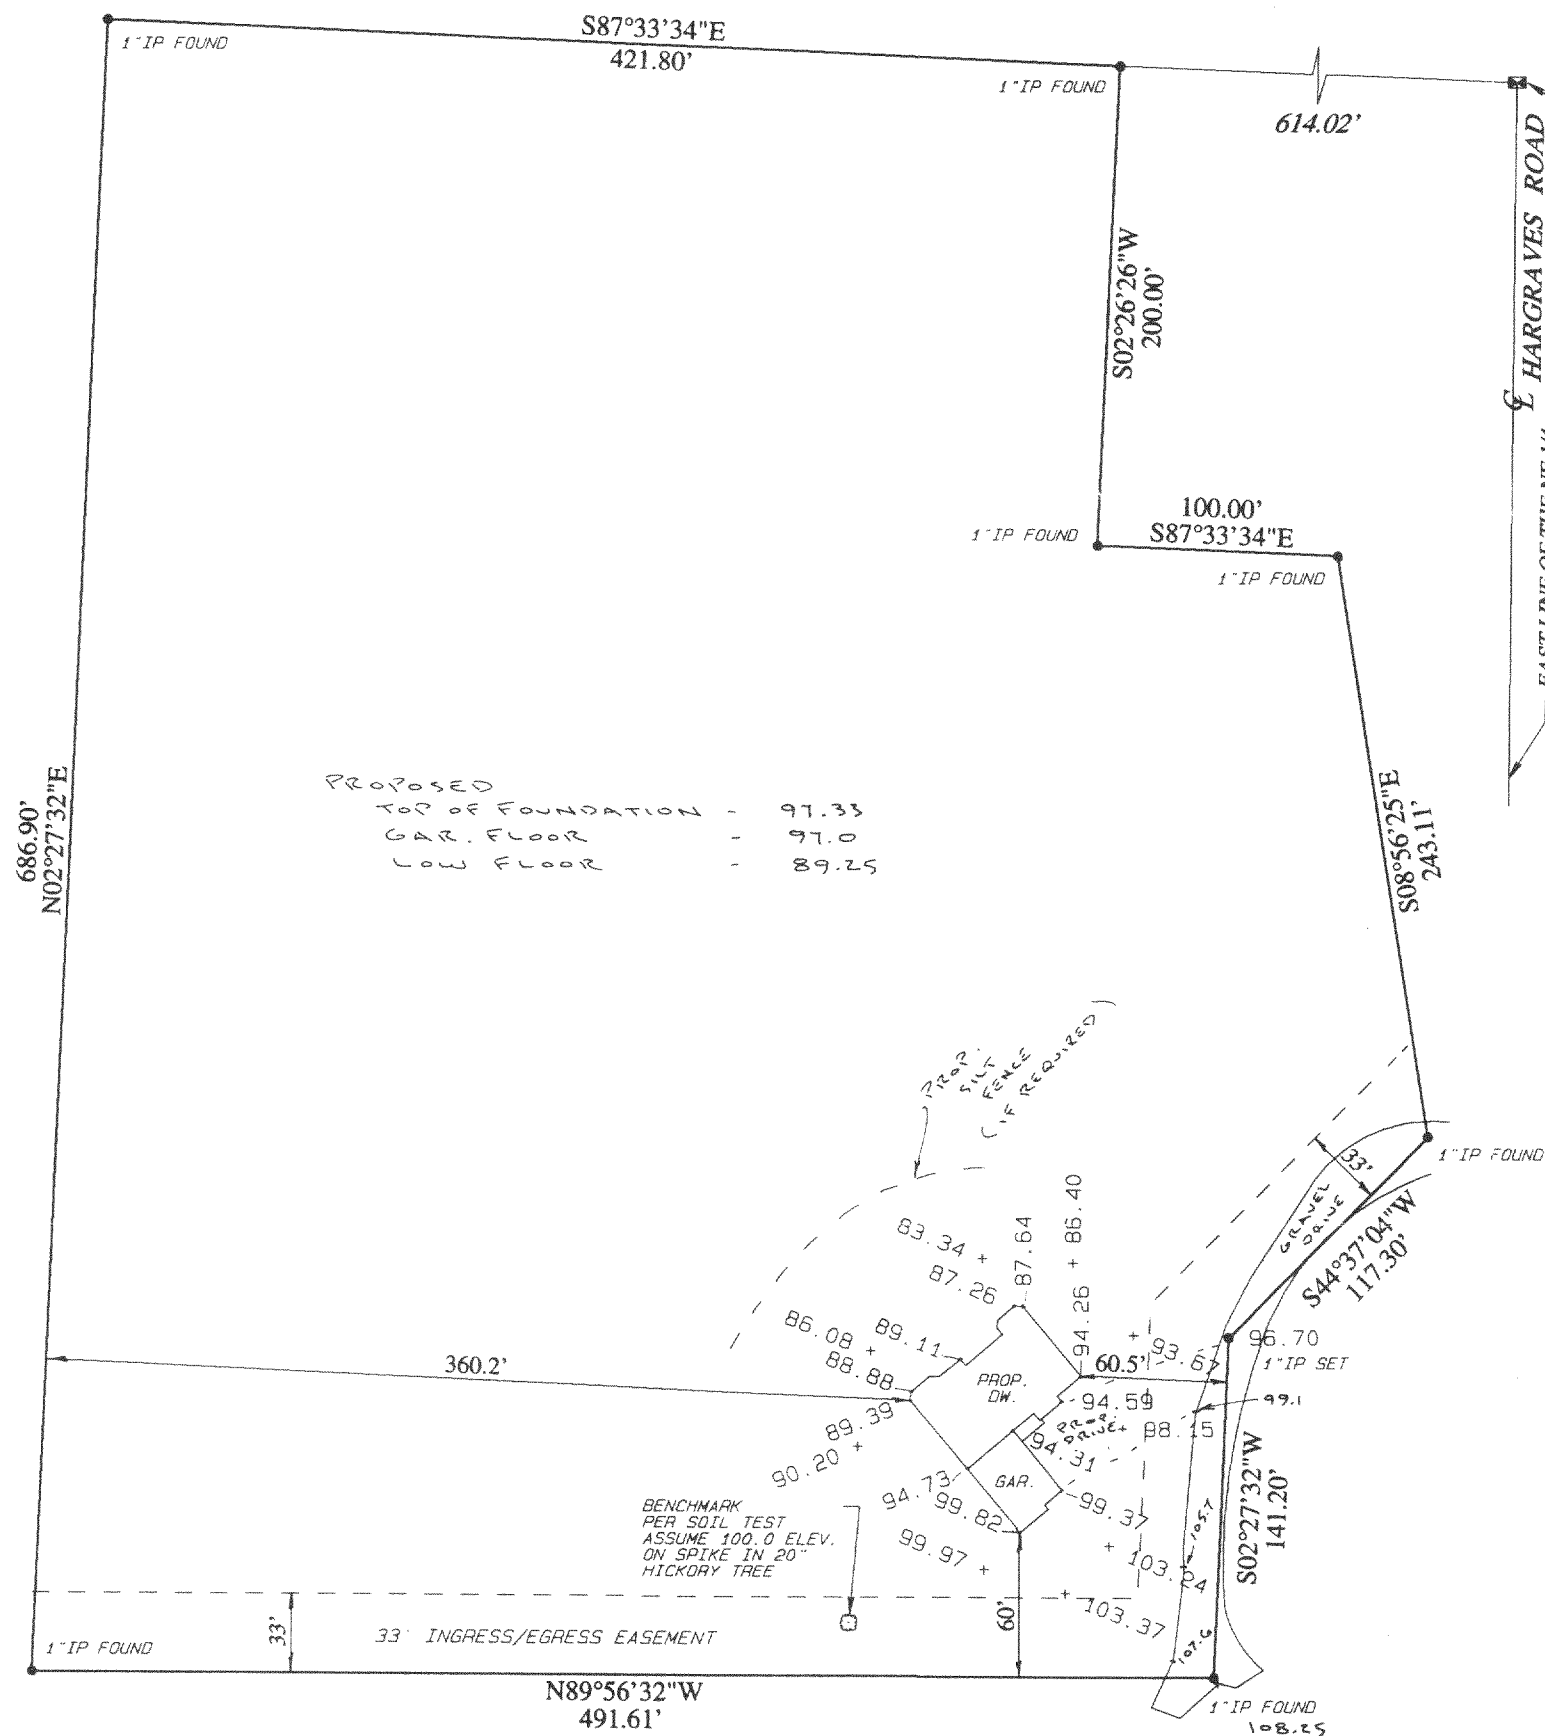 S87°33'34"E
421.80'
1"IP FOUND
1"IP FOUND
614.02'
℄ HARGRAVES ROAD
S02°26'26"W
200.00'
100.00'
S87°33'34"E
1"IP FOUND
1"IP FOUND
686.90'
N02°27'32"E
PROPOSED
TOP OF FOUNDATION - 97.33
GAR. FLOOR - 97.0
LOW FLOOR - 89.25
S08°56'25"E
243.11'
PROP.
SILT
FENCE
(IF REQUIRED)
1"IP FOUND
33'
GRAVEL
DRIVE
S44°37'04"W
117.30'
83.34 +
87.26
87.64
94.26 + 86.40
86.08 +
89.11
88.88
360.2'
60.5'
+ 93.67
96.70
1"IP SET
PROP.
DW.
89.39
90.20 +
94.59
99.1
PROP.
DRIVE
+ 98.15
94.31
GAR.
94.73
99.82
99.37
99.97 +
+ 103.24
105.7
S02°27'32"W
141.20'
BENCHMARK
PER SOIL TEST
ASSUME 100.0 ELEV.
ON SPIKE IN 20"
HICKORY TREE
+ 103.37
60'
33'
33' INGRESS/EGRESS EASEMENT
107.6
1"IP FOUND
N89°56'32"W
491.61'
1"IP FOUND
108.25